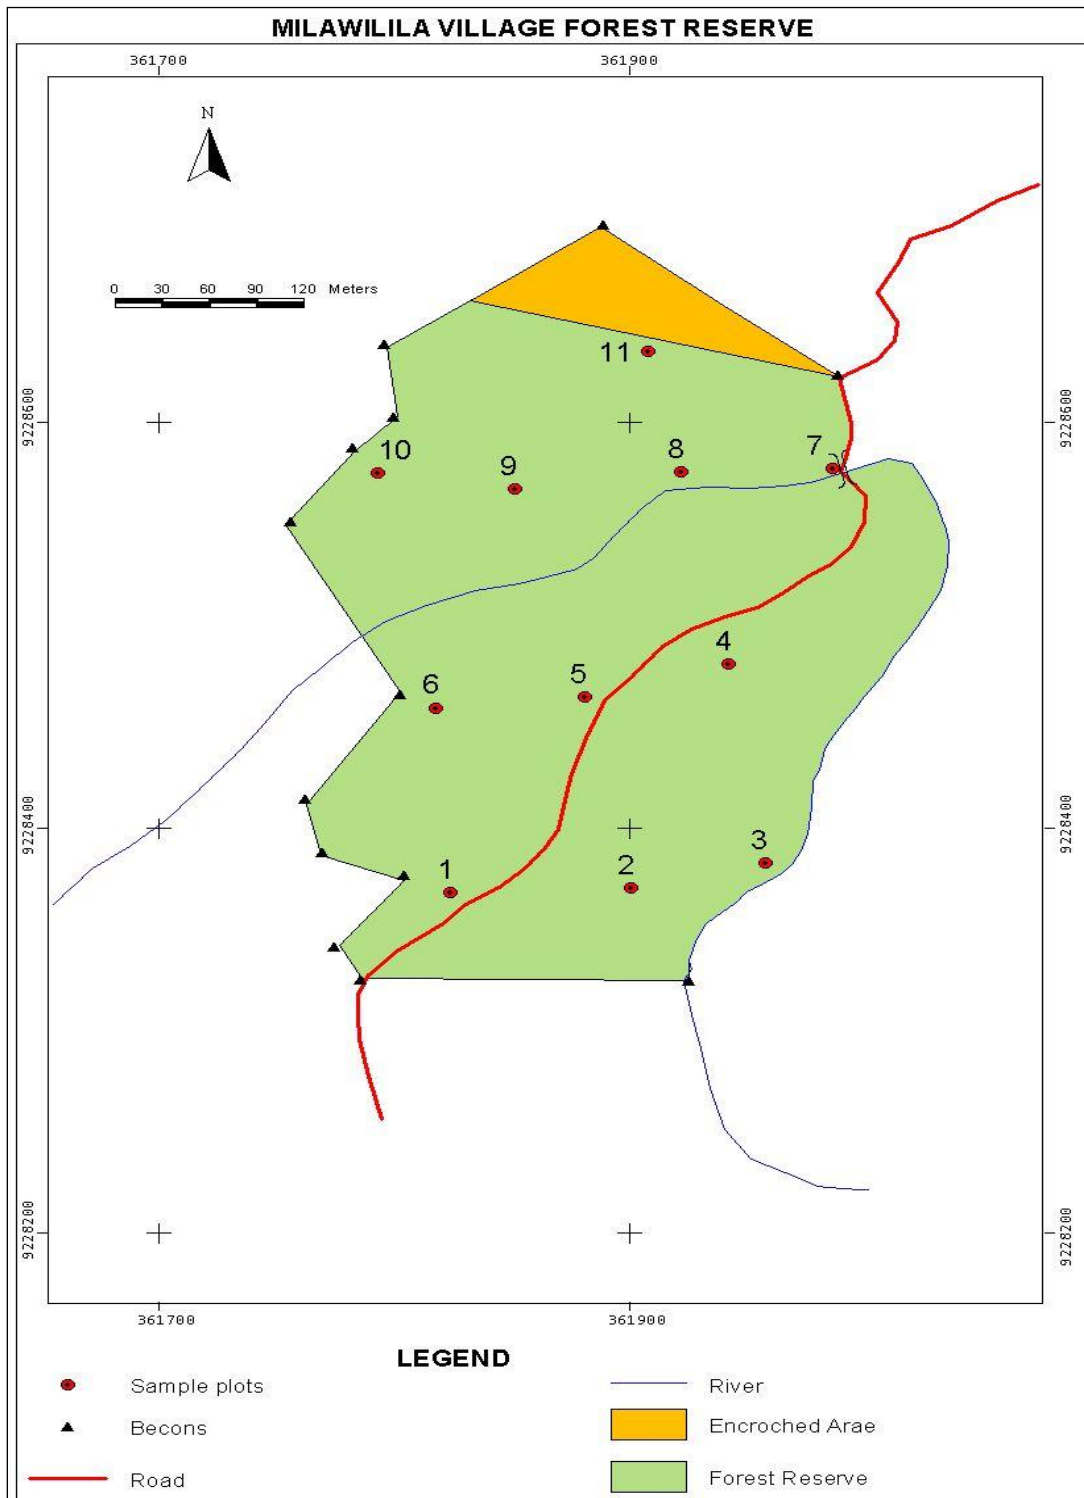 MILAWILILA VILLAGE FOREST RESERVE
361700 361900
N
0 30 60 90 120 Meters
11
9228600 9228600
10 9 8 7
4
6 5
9228400 9228400
1 2 3
9228200 9228200
361700 361900
LEGEND
Sample plots River
Becons Encroched Arae
Road Forest Reserve